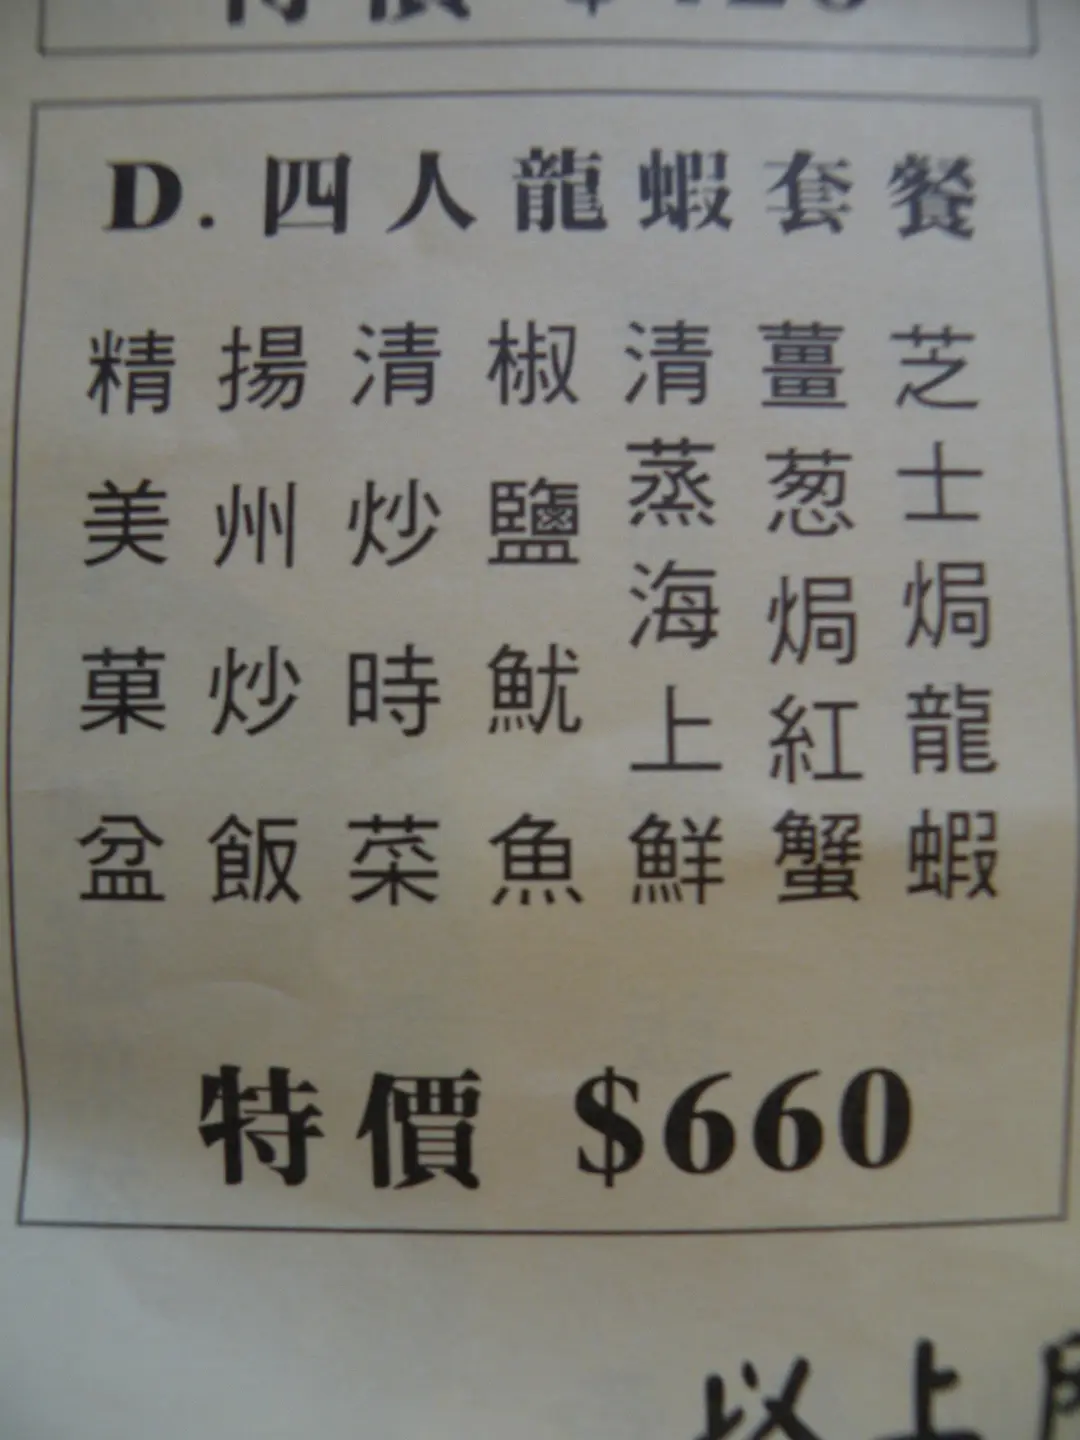 D. 四人龍蝦套餐
芝士焗龍蝦
薑葱焗紅蟹
清蒸海上鮮
椒鹽魷魚
清炒時菜
揚州炒飯
精美菓盆
特價 $660
以上